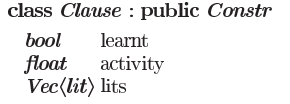 class Clause : public Constr
bool learnt
float activity
Vec⟨lit⟩ lits